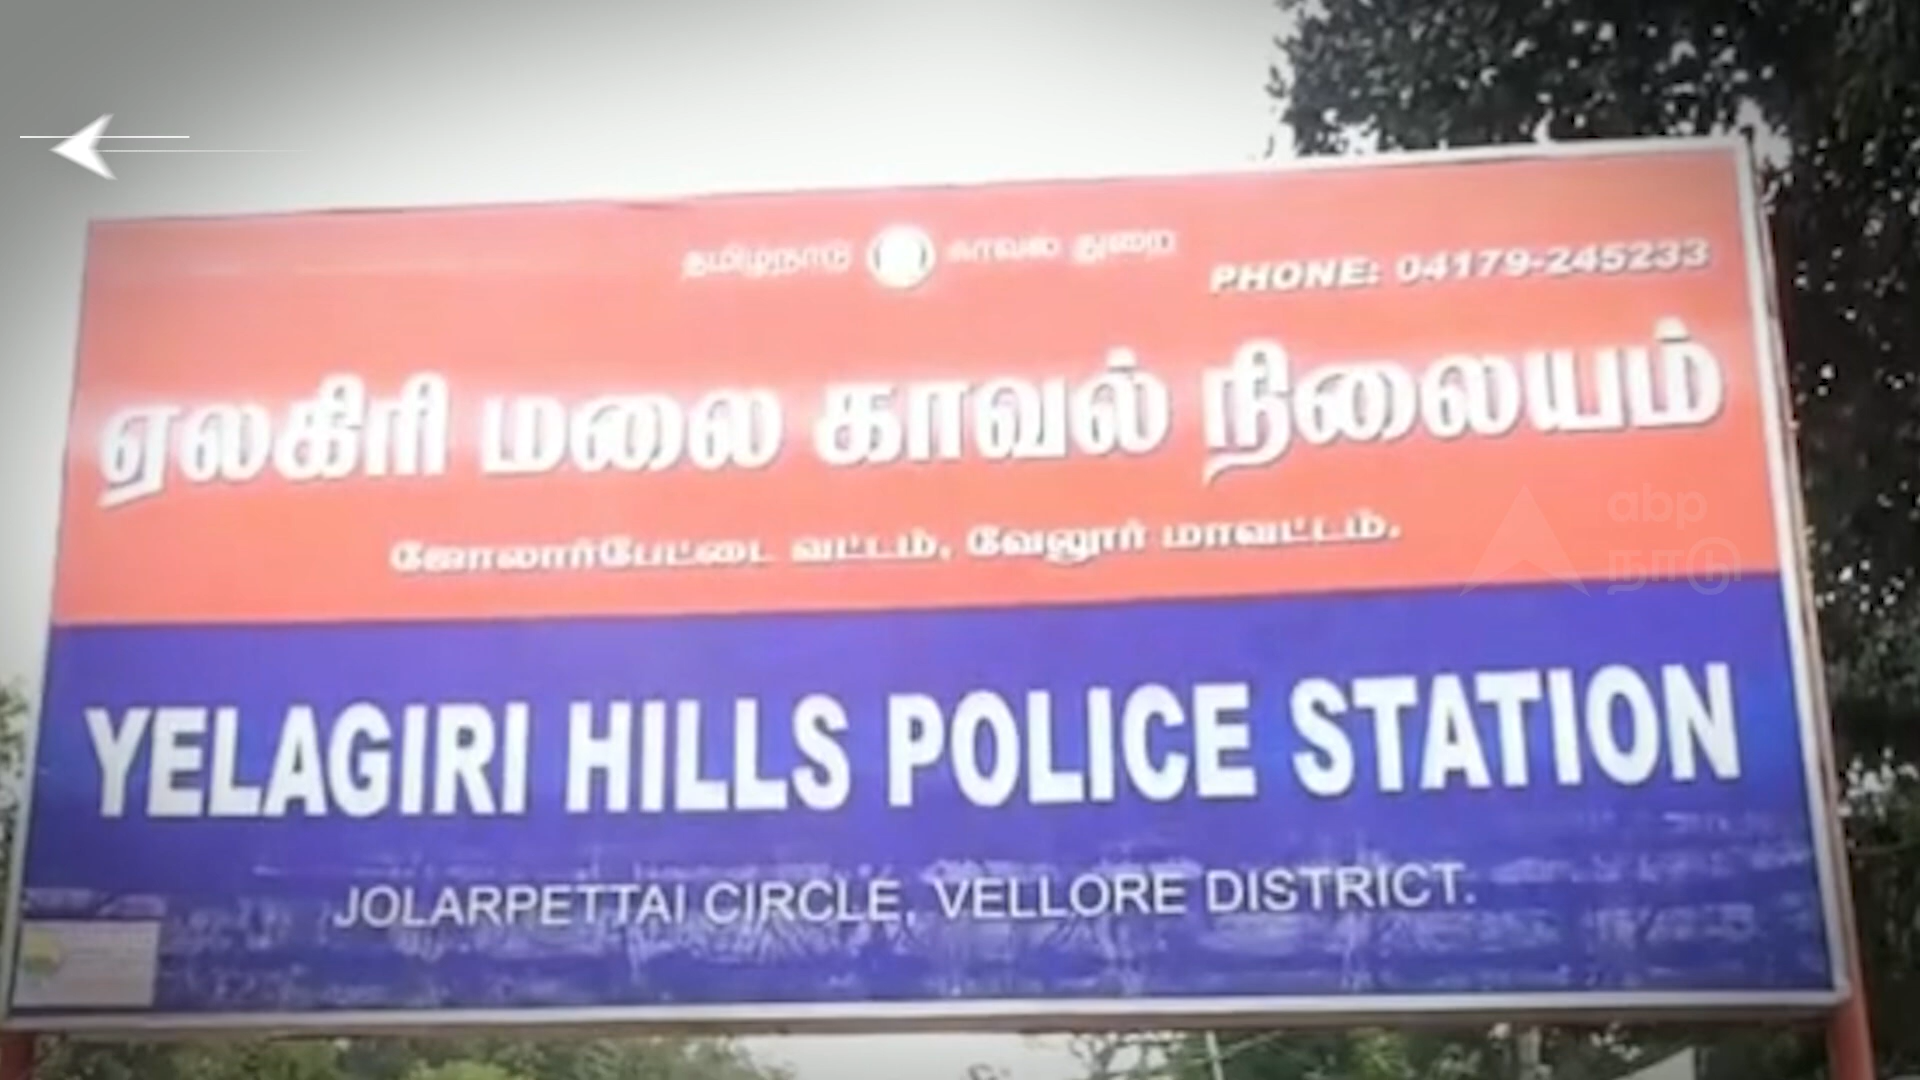 தமிழ்நாடு காவல் துறை
PHONE: 04179-245233
ஏலகிரி மலை காவல் நிலையம்
ஜோலார்பேட்டை வட்டம், வேலூர் மாவட்டம்.
abp
நாடு
YELAGIRI HILLS POLICE STATION
JOLARPETTAI CIRCLE, VELLORE DISTRICT.